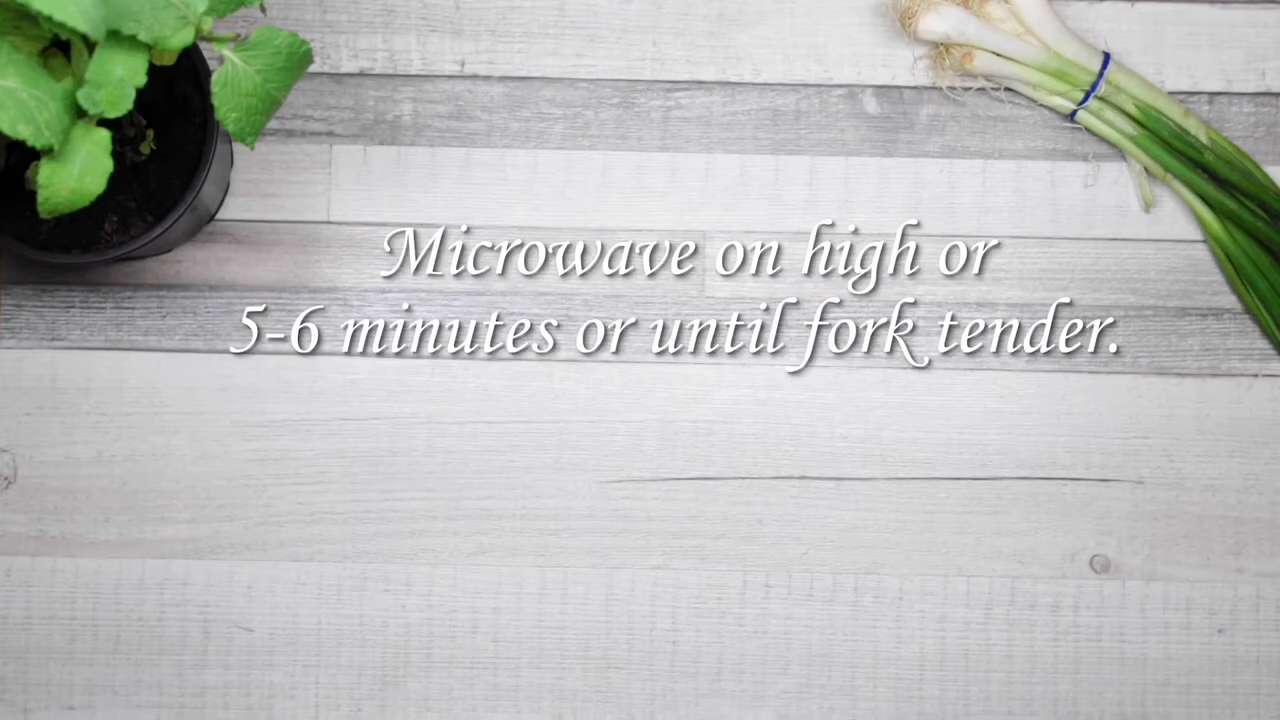 Microwave on high or
5-6 minutes or until fork tender.